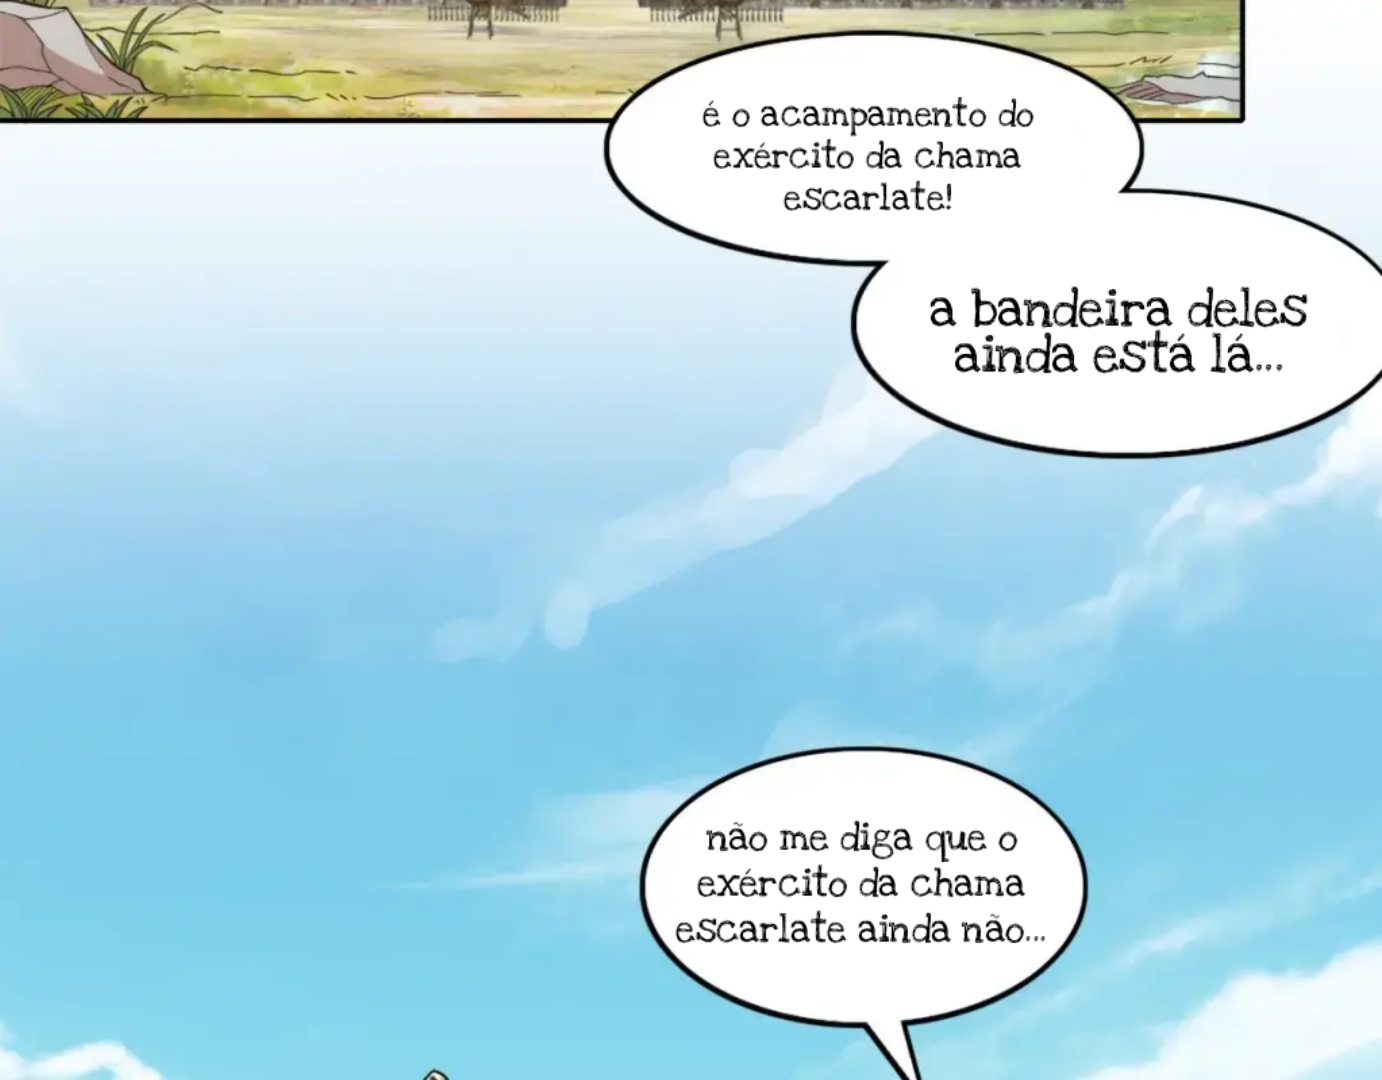 é o acampamento do
exército da chama
escarlate!
a bandeira deles
ainda está lá...
não me diga que o
exército da chama
escarlate ainda não...